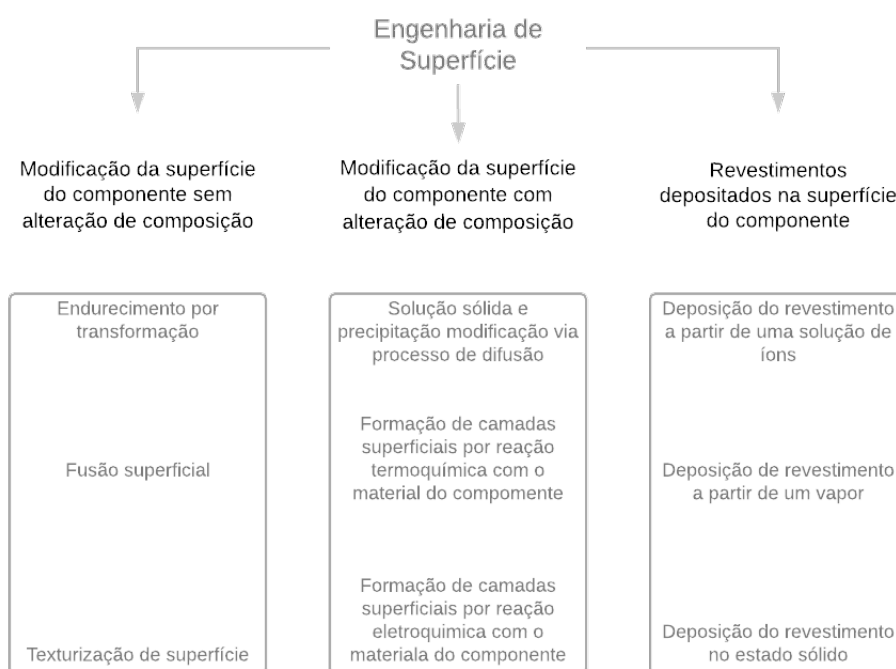 Engenharia de
Superfície
Modificação da superfície
do componente sem
alteração de composição
Modificação da superfície
do componente com
alteração de composição
Revestimentos
depositados na superfície
do componente
Endurecimento por
transformação
Fusão superficial
Texturização de superfície
Solução sólida e
precipitação modificação via
processo de difusão
Formação de camadas
superficiais por reação
termoquímica com o
material do compomente
Formação de camadas
superficiais por reação
eletroquimica com o
materiala do componente
Deposição do revestimento
a partir de uma solução de
íons
Deposição de revestimento
a partir de um vapor
Deposição do revestimento
no estado sólido